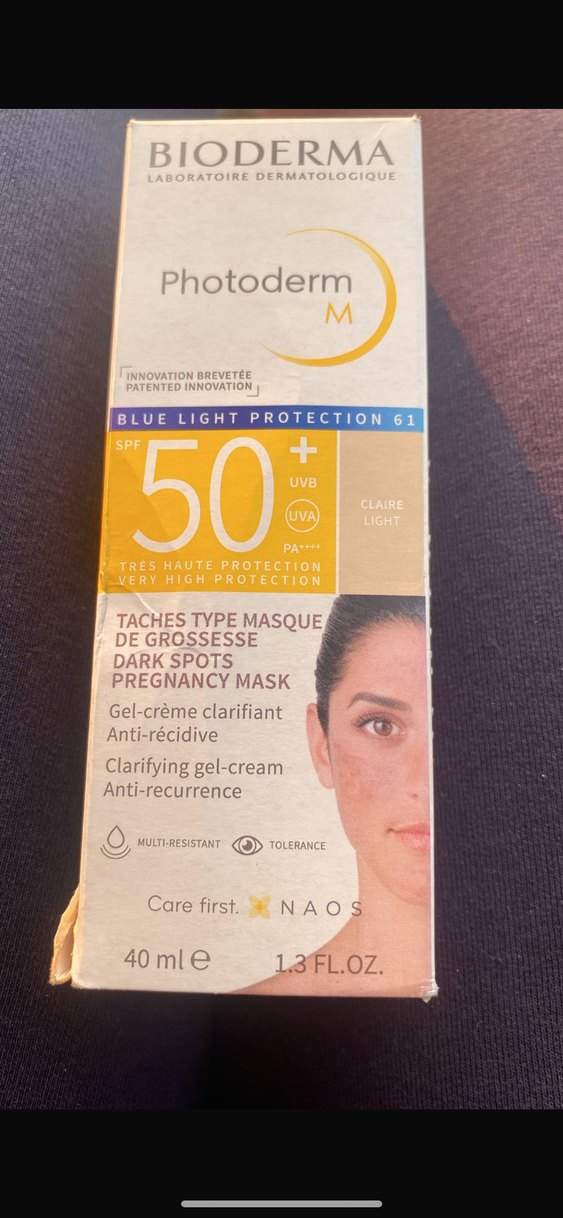 BIODERMA
LABORATOIRE DERMATOLOGIQUE
Photoderm
M
INNOVATION BREVETÉE
PATENTED INNOVATION
BLUE LIGHT PROTECTION 61
SPF
50+
UVB
UVA
PA++++
CLAIRE
LIGHT
TRÈS HAUTE PROTECTION
VERY HIGH PROTECTION
TACHES TYPE MASQUE
DE GROSSESSE
DARK SPOTS
PREGNANCY MASK
Gel-crème clarifiant
Anti-récidive
Clarifying gel-cream
Anti-recurrence
MULTI-RESISTANT
TOLERANCE
Care first. NAOS
40 ml e 1.3 FL.OZ.